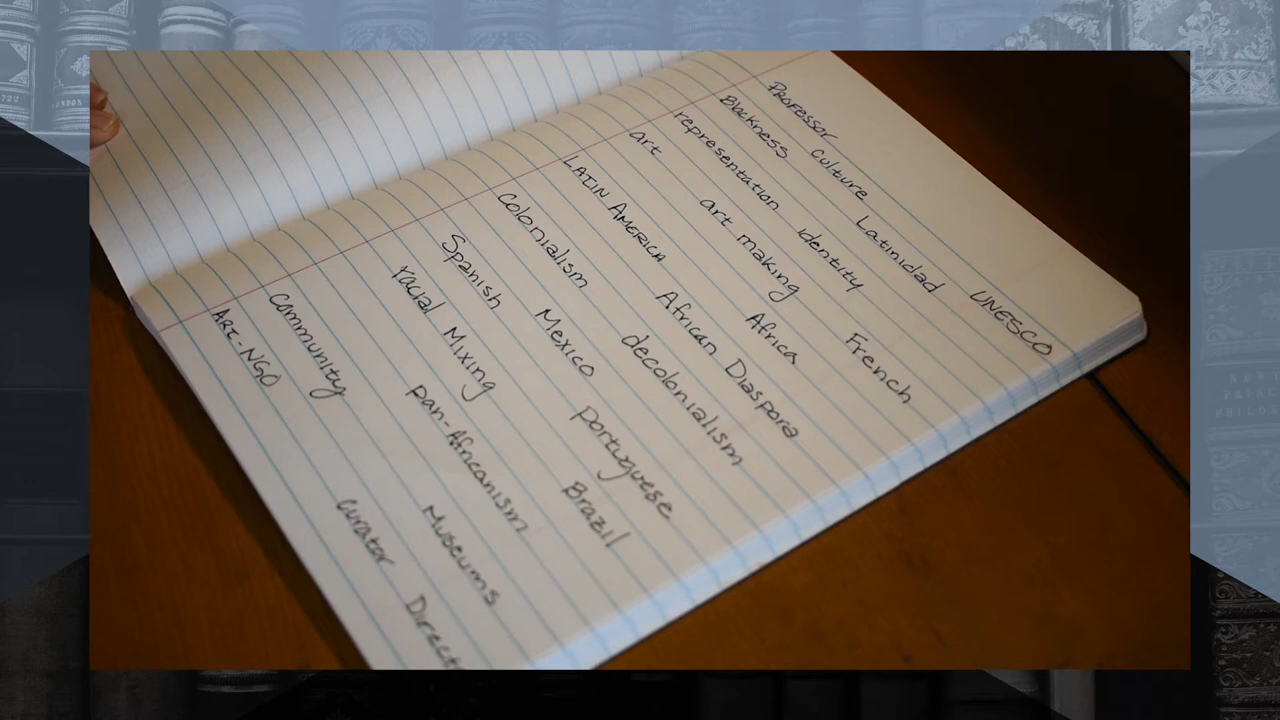 Professor Culture Latinidad UNESCO
Blackness identity French
representation Africa
art art making African Diaspora
LATIN AMERICA decolonialism
Colonialism Mexico portuguese
Spanish Brazil
racial Mixing
pan-Africanism
Community Museums
ART-NGO Curator